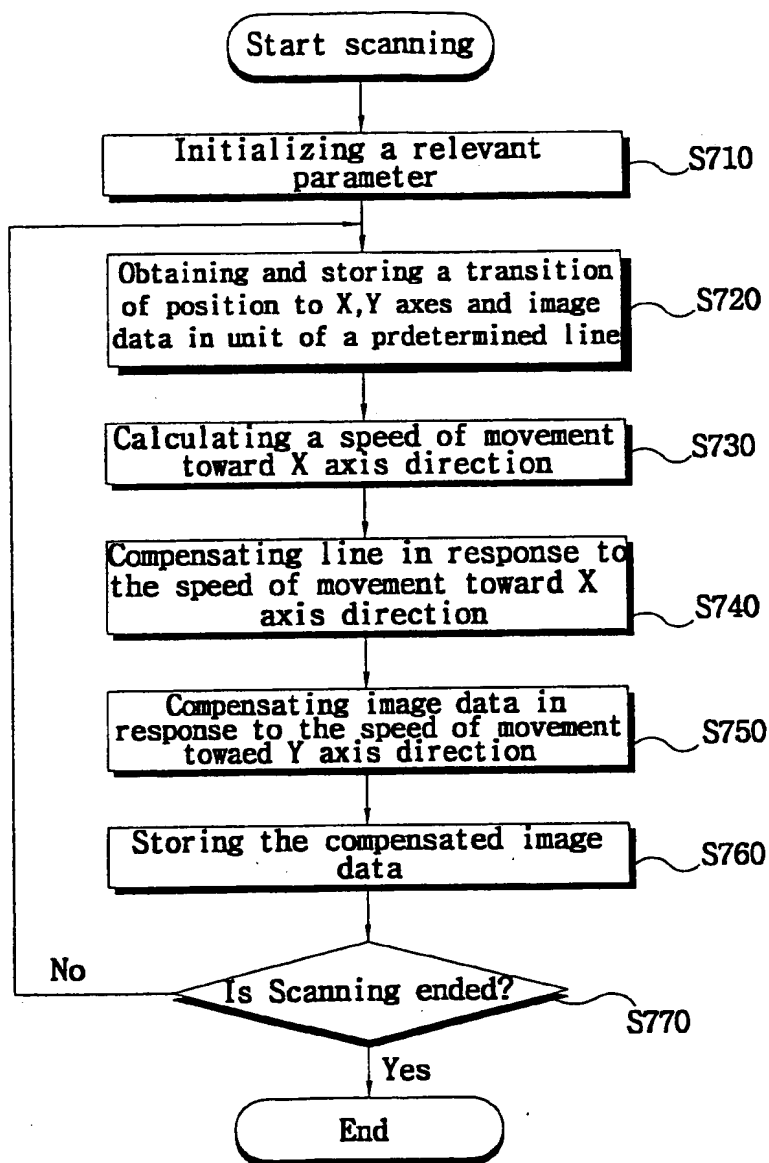 Start scanning
Initializing a relevant
parameter
S710
Obtaining and storing a transition
of position to X,Y axes and image
data in unit of a prdetermined line
S720
Calculating a speed of movement
toward X axis direction
S730
Compensating line in response to
the speed of movement toward X
axis direction
S740
Compensating image data in
response to the speed of movement
towaed Y axis direction
S750
Storing the compensated image
data
S760
No
Is Scanning ended?
S770
Yes
End